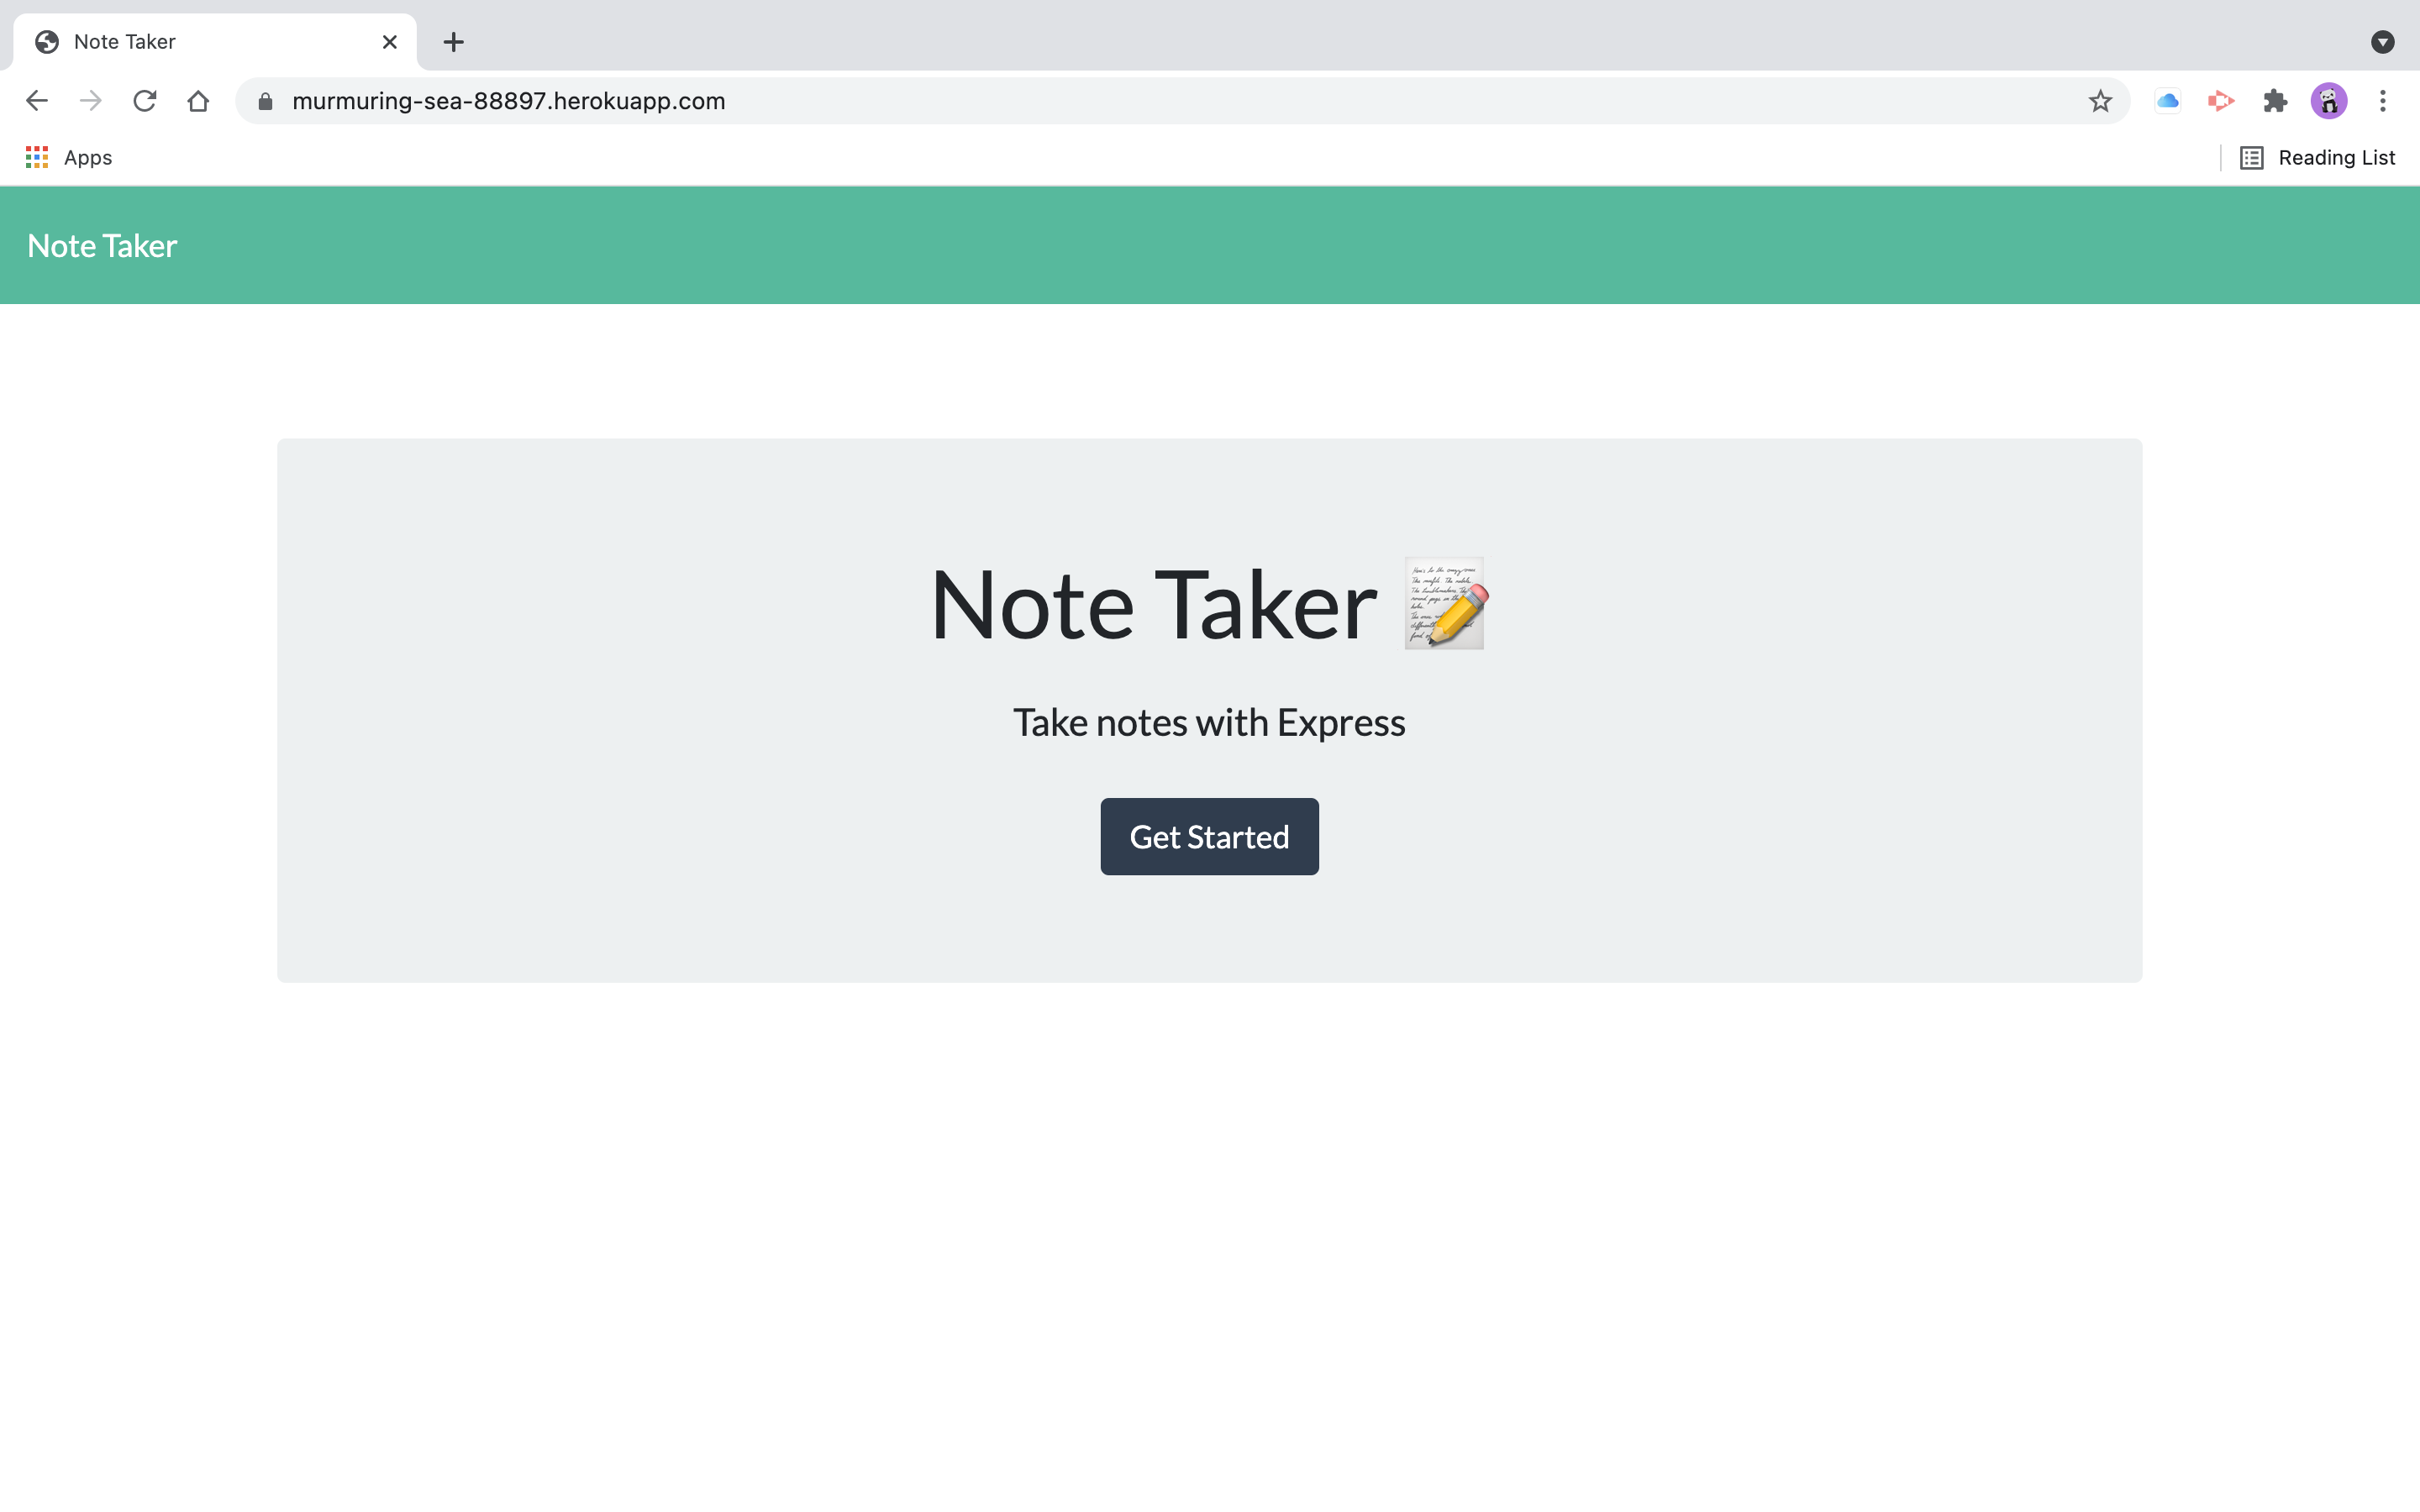 Note Taker
murmuring-sea-88897.herokuapp.com
Apps
Reading List
Note Taker
Note Taker
Take notes with Express
Get Started